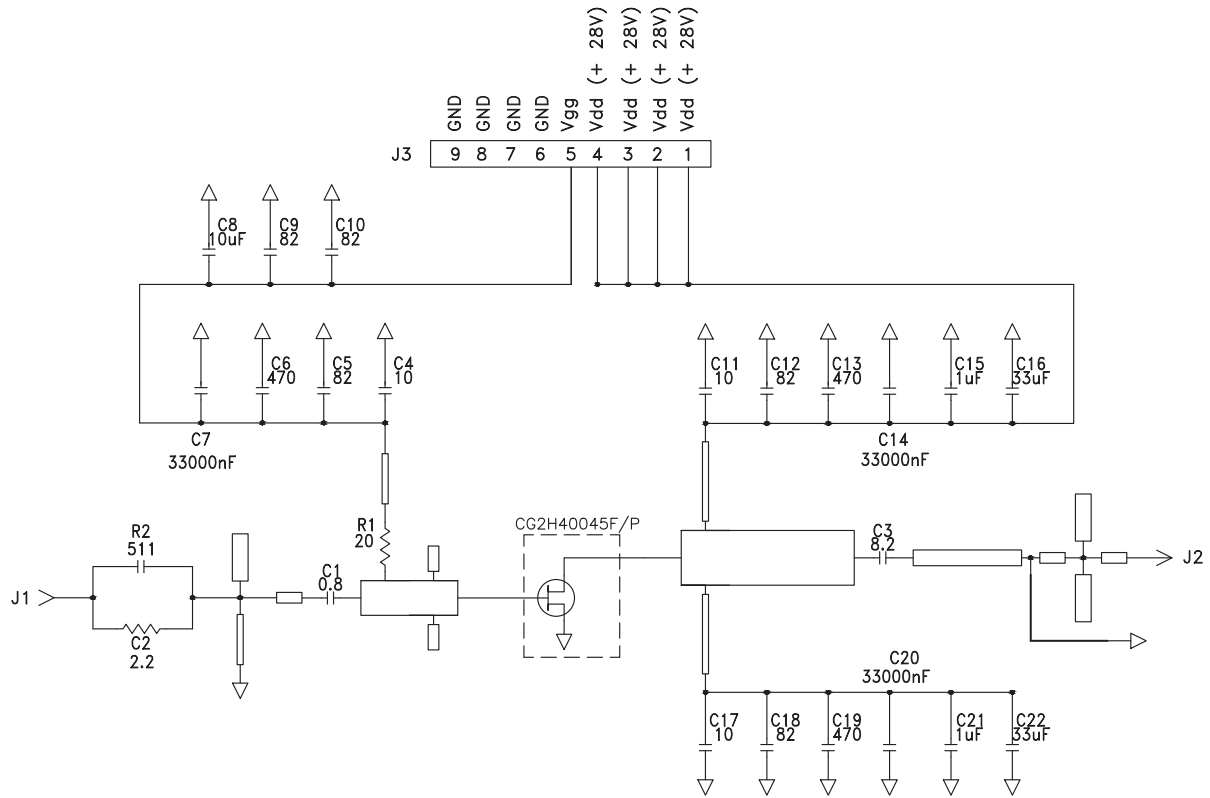 Vdd (+ 28V)
Vdd (+ 28V)
Vdd (+ 28V)
Vdd (+ 28V)
GND
GND
GND
GND
Vgg
J3
9 8 7 6 5 4 3 2 1
C8
10uF
C9
82
C10
82
C6
470
C5
82
C4
10
C7
33000nF
C11
10
C12
82
C13
470
C15
1uF
C16
33uF
C14
33000nF
R2
511
R1
20
CG2H40045F/P
C3
8.2
J2
J1
C1
0.8
C2
2.2
C20
33000nF
C17
10
C18
82
C19
470
C21
1uF
C22
33uF